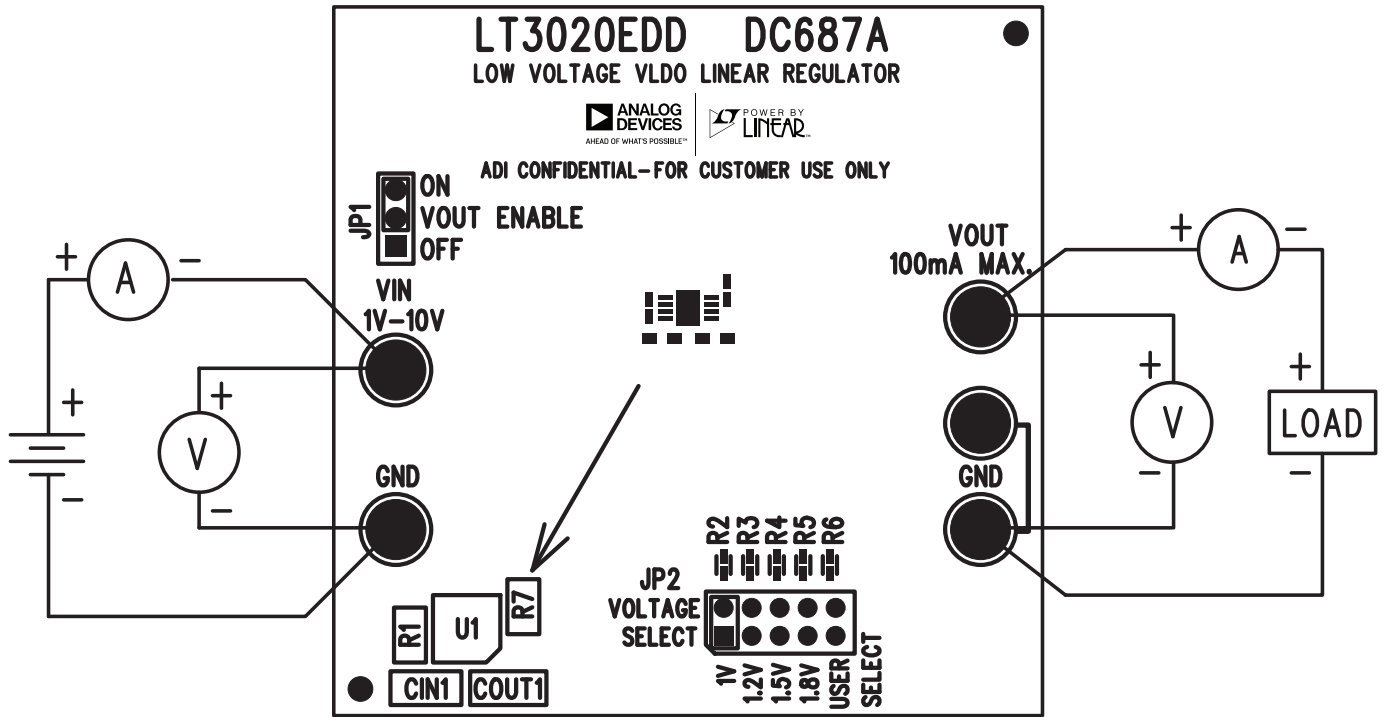 LT3020EDD DC687A
LOW VOLTAGE VLDO LINEAR REGULATOR
ANALOG
DEVICES
AHEAD OF WHAT'S POSSIBLE™
POWER BY
LINEAR™
ADI CONFIDENTIAL-FOR CUSTOMER USE ONLY
JP1
ON
VOUT ENABLE
OFF
+ A -
VIN
1V-10V
+
+
V
-
-
GND
VOUT
100mA MAX.
+ A -
+
+
V
LOAD
-
-
GND
R2
R3
R4
R5
R6
JP2
VOLTAGE
SELECT
1V
1.2V
1.5V
1.8V
USER
SELECT
R1
U1
R7
CIN1
COUT1